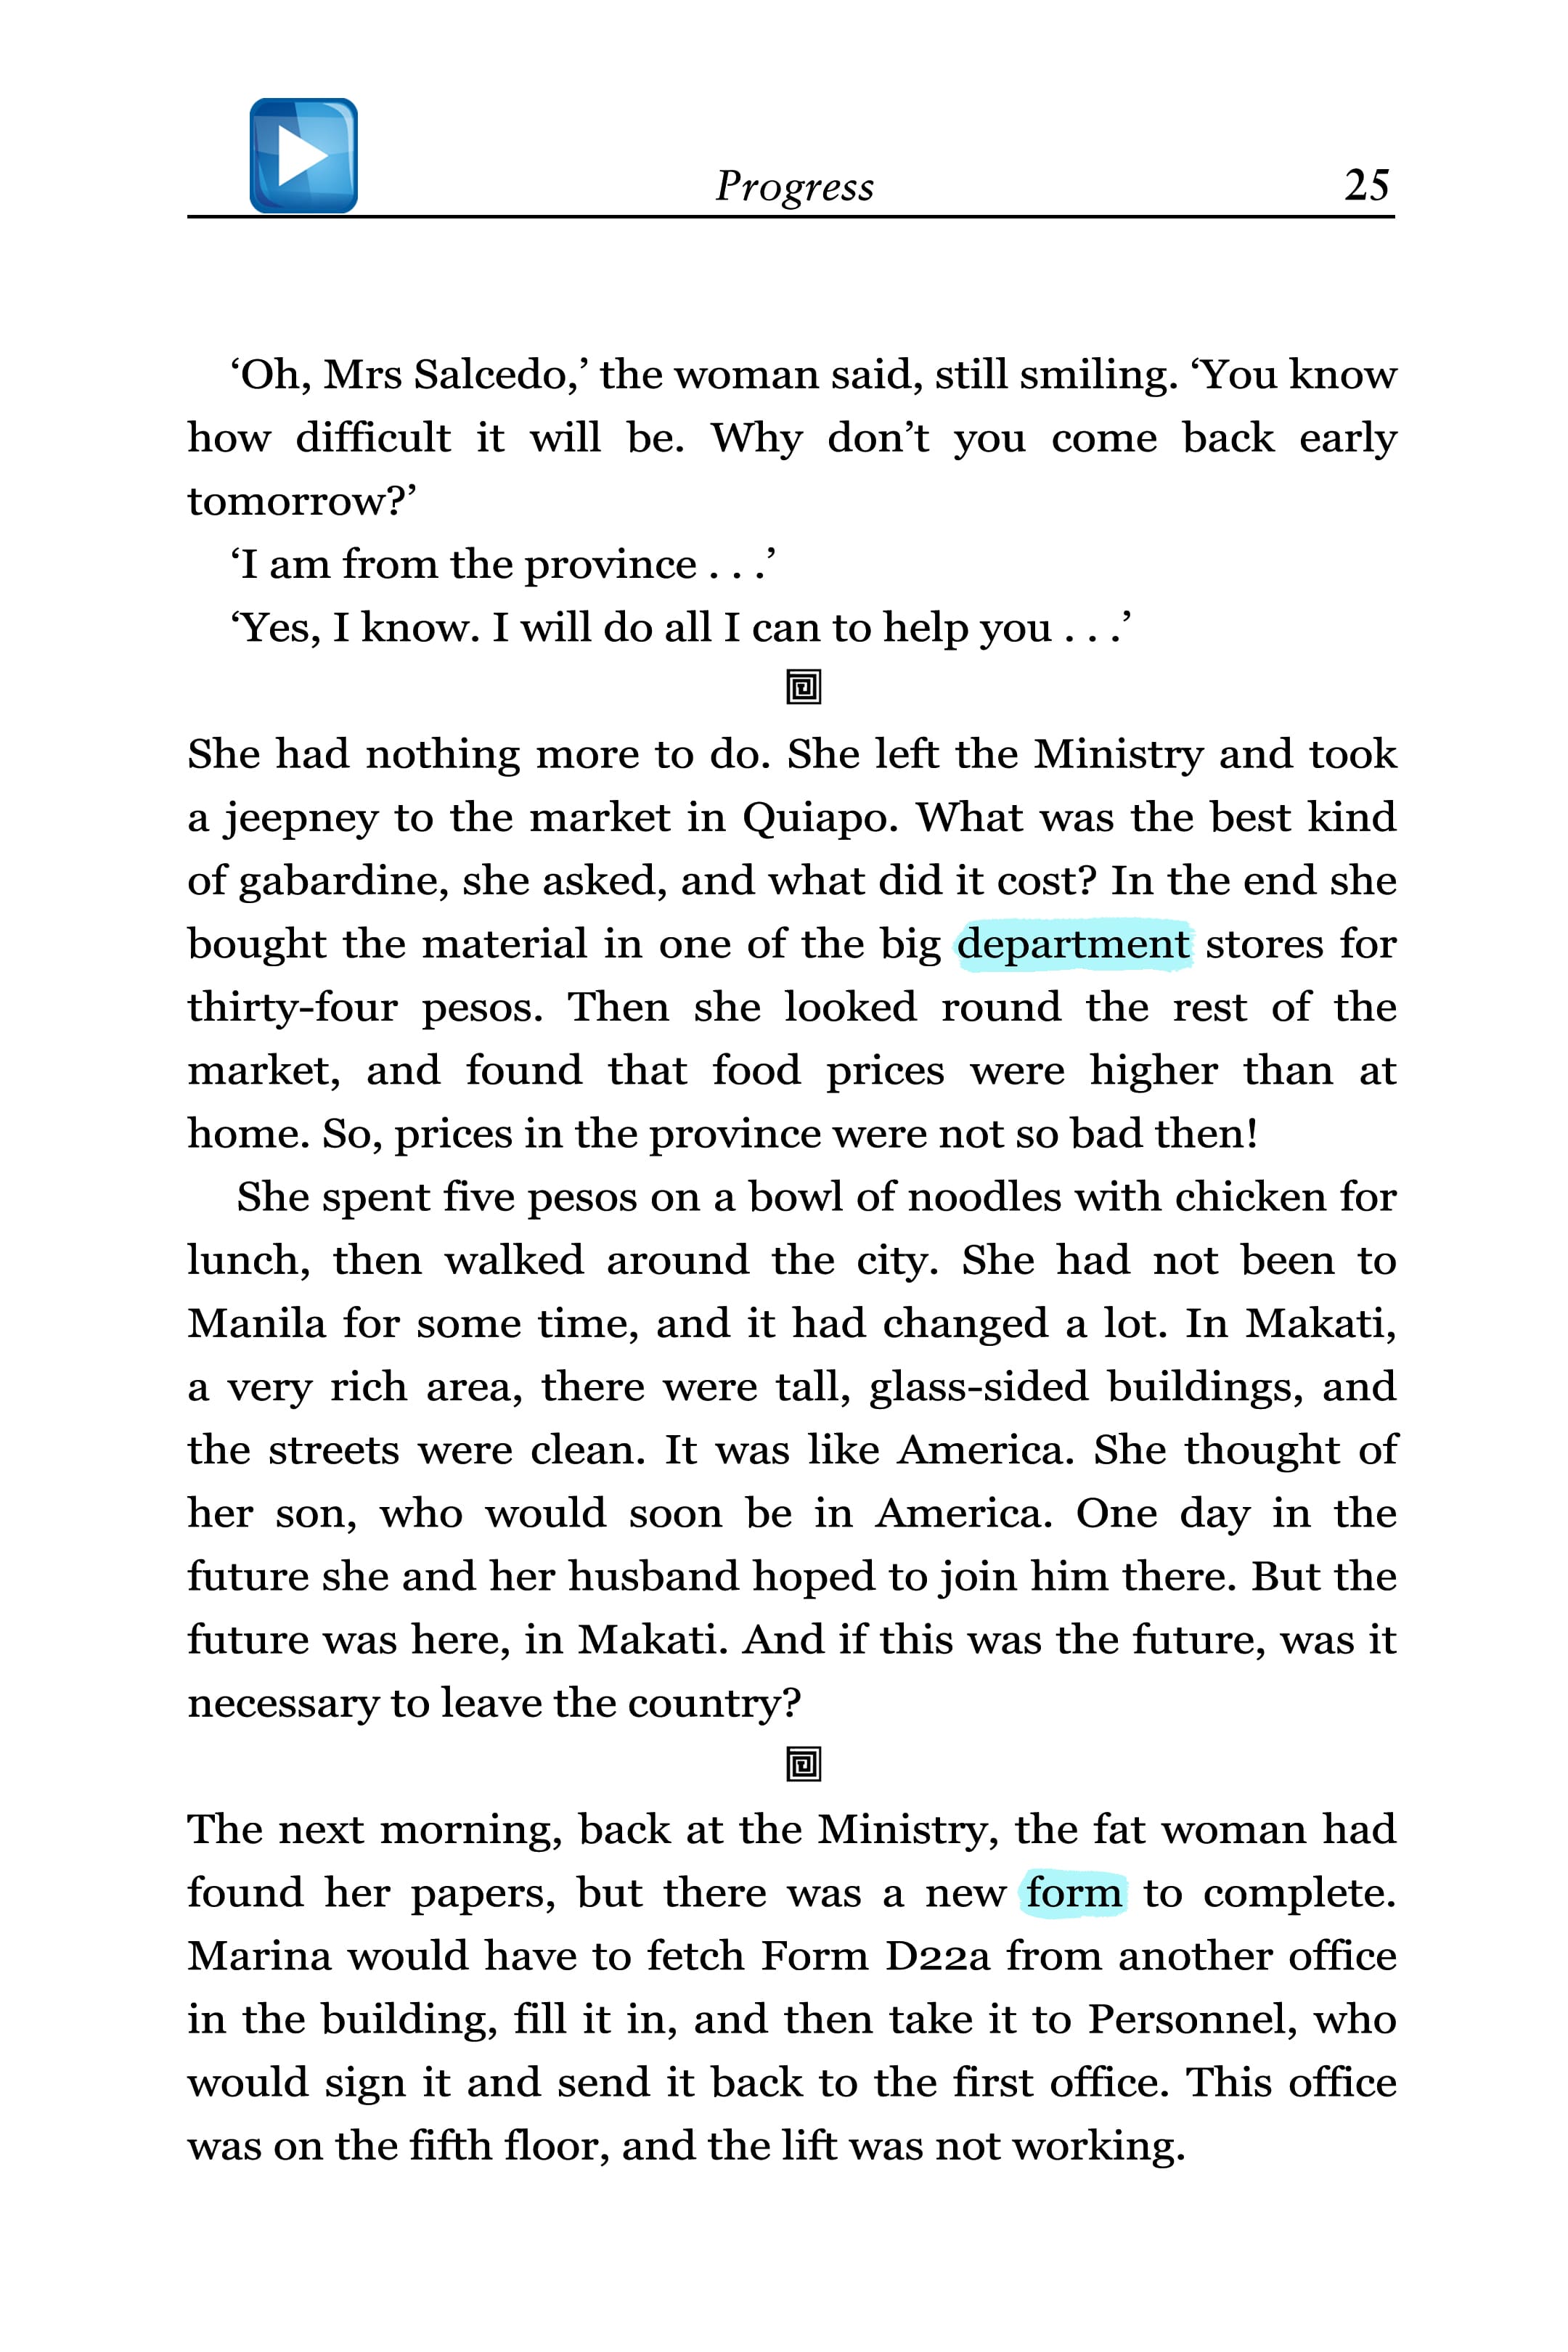 Progress 25
‘Oh, Mrs Salcedo,’ the woman said, still smiling. ‘You know
how difficult it will be. Why don’t you come back early
tomorrow?’
‘I am from the province . . .’
‘Yes, I know. I will do all I can to help you . . .’
She had nothing more to do. She left the Ministry and took
a jeepney to the market in Quiapo. What was the best kind
of gabardine, she asked, and what did it cost? In the end she
bought the material in one of the big department stores for
thirty-four pesos. Then she looked round the rest of the
market, and found that food prices were higher than at
home. So, prices in the province were not so bad then!
She spent five pesos on a bowl of noodles with chicken for
lunch, then walked around the city. She had not been to
Manila for some time, and it had changed a lot. In Makati,
a very rich area, there were tall, glass-sided buildings, and
the streets were clean. It was like America. She thought of
her son, who would soon be in America. One day in the
future she and her husband hoped to join him there. But the
future was here, in Makati. And if this was the future, was it
necessary to leave the country?
The next morning, back at the Ministry, the fat woman had
found her papers, but there was a new form to complete.
Marina would have to fetch Form D22a from another office
in the building, fill it in, and then take it to Personnel, who
would sign it and send it back to the first office. This office
was on the fifth floor, and the lift was not working.